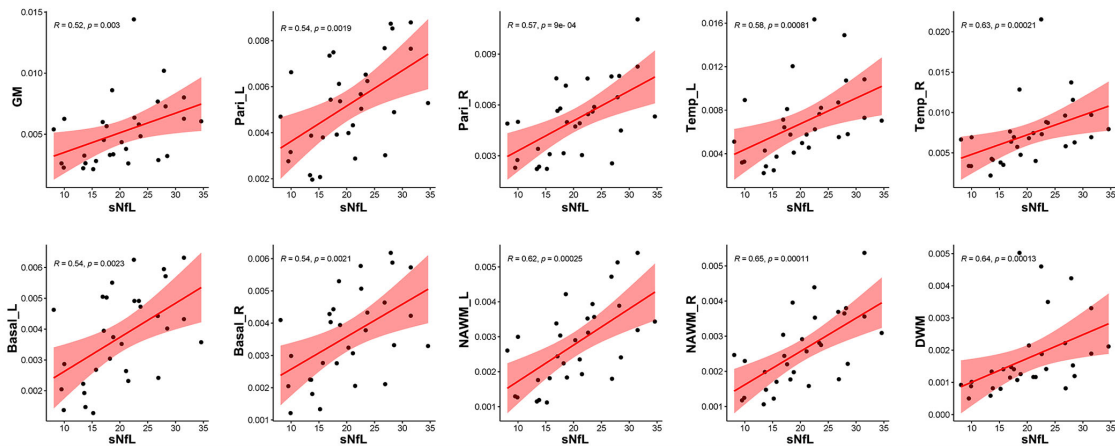 R = 0.52, p = 0.003
0.015
0.010
0.005
GM
10 15 20 25 30 35
sNfL
R = 0.54, p = 0.0019
0.008
0.006
0.004
0.002
Pari_L
10 15 20 25 30 35
sNfL
R = 0.57, p = 9e- 04
0.009
0.006
0.003
Pari_R
10 15 20 25 30 35
sNfL
R = 0.58, p = 0.00081
0.016
0.012
0.008
0.004
Temp_L
10 15 20 25 30 35
sNfL
R = 0.63, p = 0.00021
0.020
0.015
0.010
0.005
0.000
Temp_R
10 15 20 25 30 35
sNfL
R = 0.54, p = 0.0023
0.006
0.005
0.004
0.003
0.002
Basal_L
10 15 20 25 30 35
sNfL
R = 0.54, p = 0.0021
0.006
0.005
0.004
0.003
0.002
0.001
Basal_R
10 15 20 25 30 35
sNfL
R = 0.62, p = 0.00025
0.005
0.004
0.003
0.002
0.001
NAWM_L
10 15 20 25 30 35
sNfL
R = 0.65, p = 0.00011
0.005
0.004
0.003
0.002
0.001
NAWM_R
10 15 20 25 30 35
sNfL
R = 0.64, p = 0.00013
0.005
0.004
0.003
0.002
0.001
0.000
DWM
10 15 20 25 30 35
sNfL